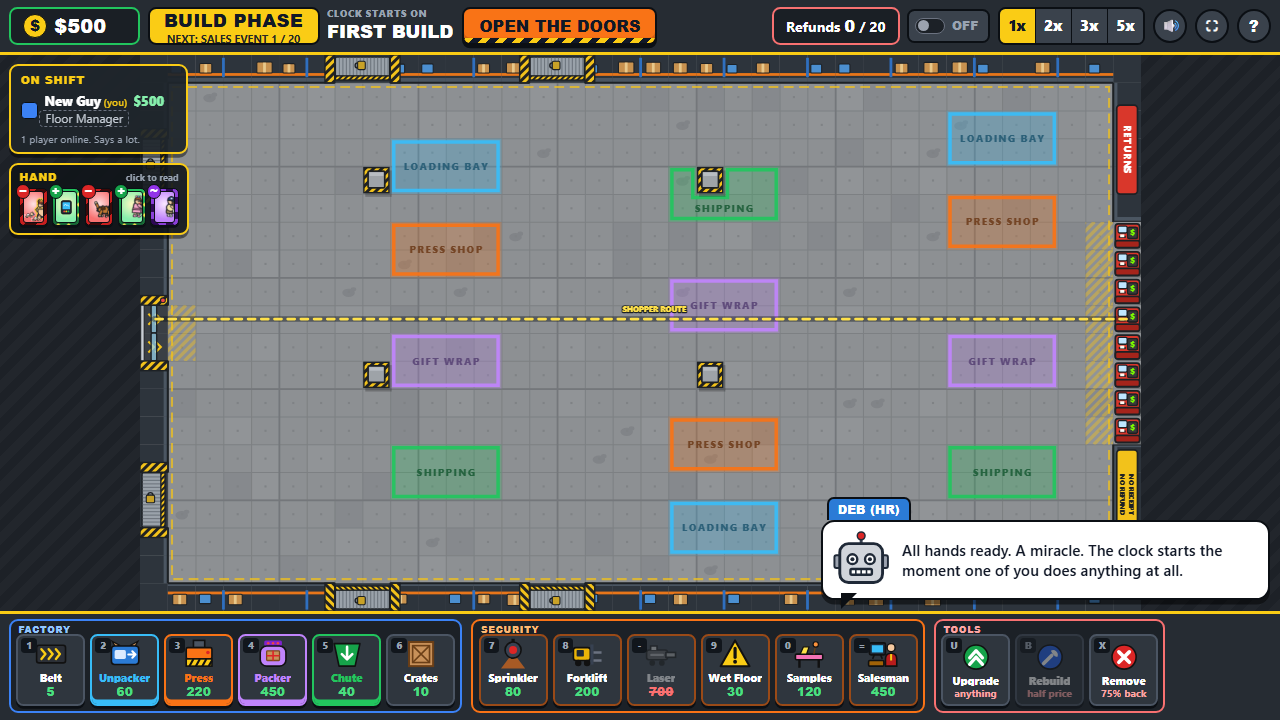 $500
BUILD PHASE
NEXT: SALES EVENT 1 / 20
CLOCK STARTS ON
FIRST BUILD
OPEN THE DOORS
Refunds 0 / 20
OFF
1x
2x
3x
5x
?
ON SHIFT
New Guy (you) $500
Floor Manager
1 player online. Says a lot.
HAND
click to read
LOADING BAY
LOADING BAY
SHIPPING
PRESS SHOP
PRESS SHOP
GIFT WRAP
SHOPPER ROUTE
GIFT WRAP
GIFT WRAP
PRESS SHOP
SHIPPING
SHIPPING
LOADING BAY
RETURNS
NO RECEIPT
NO REFUND
DEB (HR)
All hands ready. A miracle. The clock starts the
moment one of you does anything at all.
FACTORY
1
Belt
5
2
Unpacker
60
3
Press
220
4
Packer
450
5
Chute
40
6
Crates
10
SECURITY
7
Sprinkler
80
8
Forklift
200
-
Laser
700
9
Wet Floor
30
0
Samples
120
=
Salesman
450
TOOLS
U
Upgrade
anything
B
Rebuild
half price
X
Remove
75% back